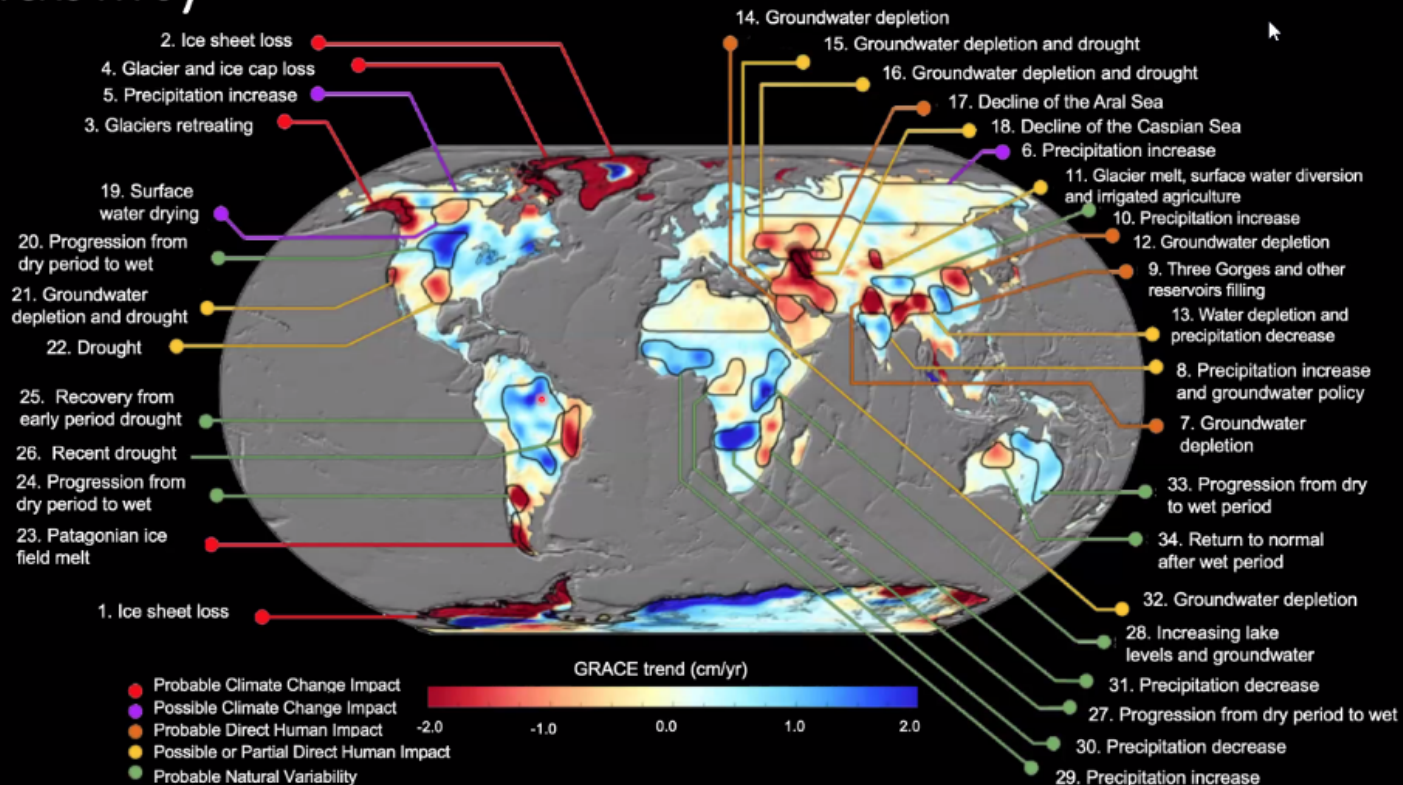 14. Groundwater depletion
2. Ice sheet loss
15. Groundwater depletion and drought
4. Glacier and ice cap loss
16. Groundwater depletion and drought
5. Precipitation increase
17. Decline of the Aral Sea
3. Glaciers retreating
18. Decline of the Caspian Sea
6. Precipitation increase
11. Glacier melt, surface water diversion
and irrigated agriculture
19. Surface
water drying
10. Precipitation increase
20. Progression from
dry period to wet
12. Groundwater depletion
9. Three Gorges and other
reservoirs filling
21. Groundwater
depletion and drought
13. Water depletion and
precipitation decrease
22. Drought
8. Precipitation increase
and groundwater policy
25. Recovery from
early period drought
7. Groundwater
depletion
26. Recent drought
24. Progression from
dry period to wet
33. Progression from dry
to wet period
23. Patagonian ice
field melt
34. Return to normal
after wet period
1. Ice sheet loss
32. Groundwater depletion
28. Increasing lake
levels and groundwater
31. Precipitation decrease
27. Progression from dry period to wet
30. Precipitation decrease
29. Precipitation increase
GRACE trend (cm/yr)
-2.0 -1.0 0.0 1.0 2.0
Probable Climate Change Impact
Possible Climate Change Impact
Probable Direct Human Impact
Possible or Partial Direct Human Impact
Probable Natural Variability